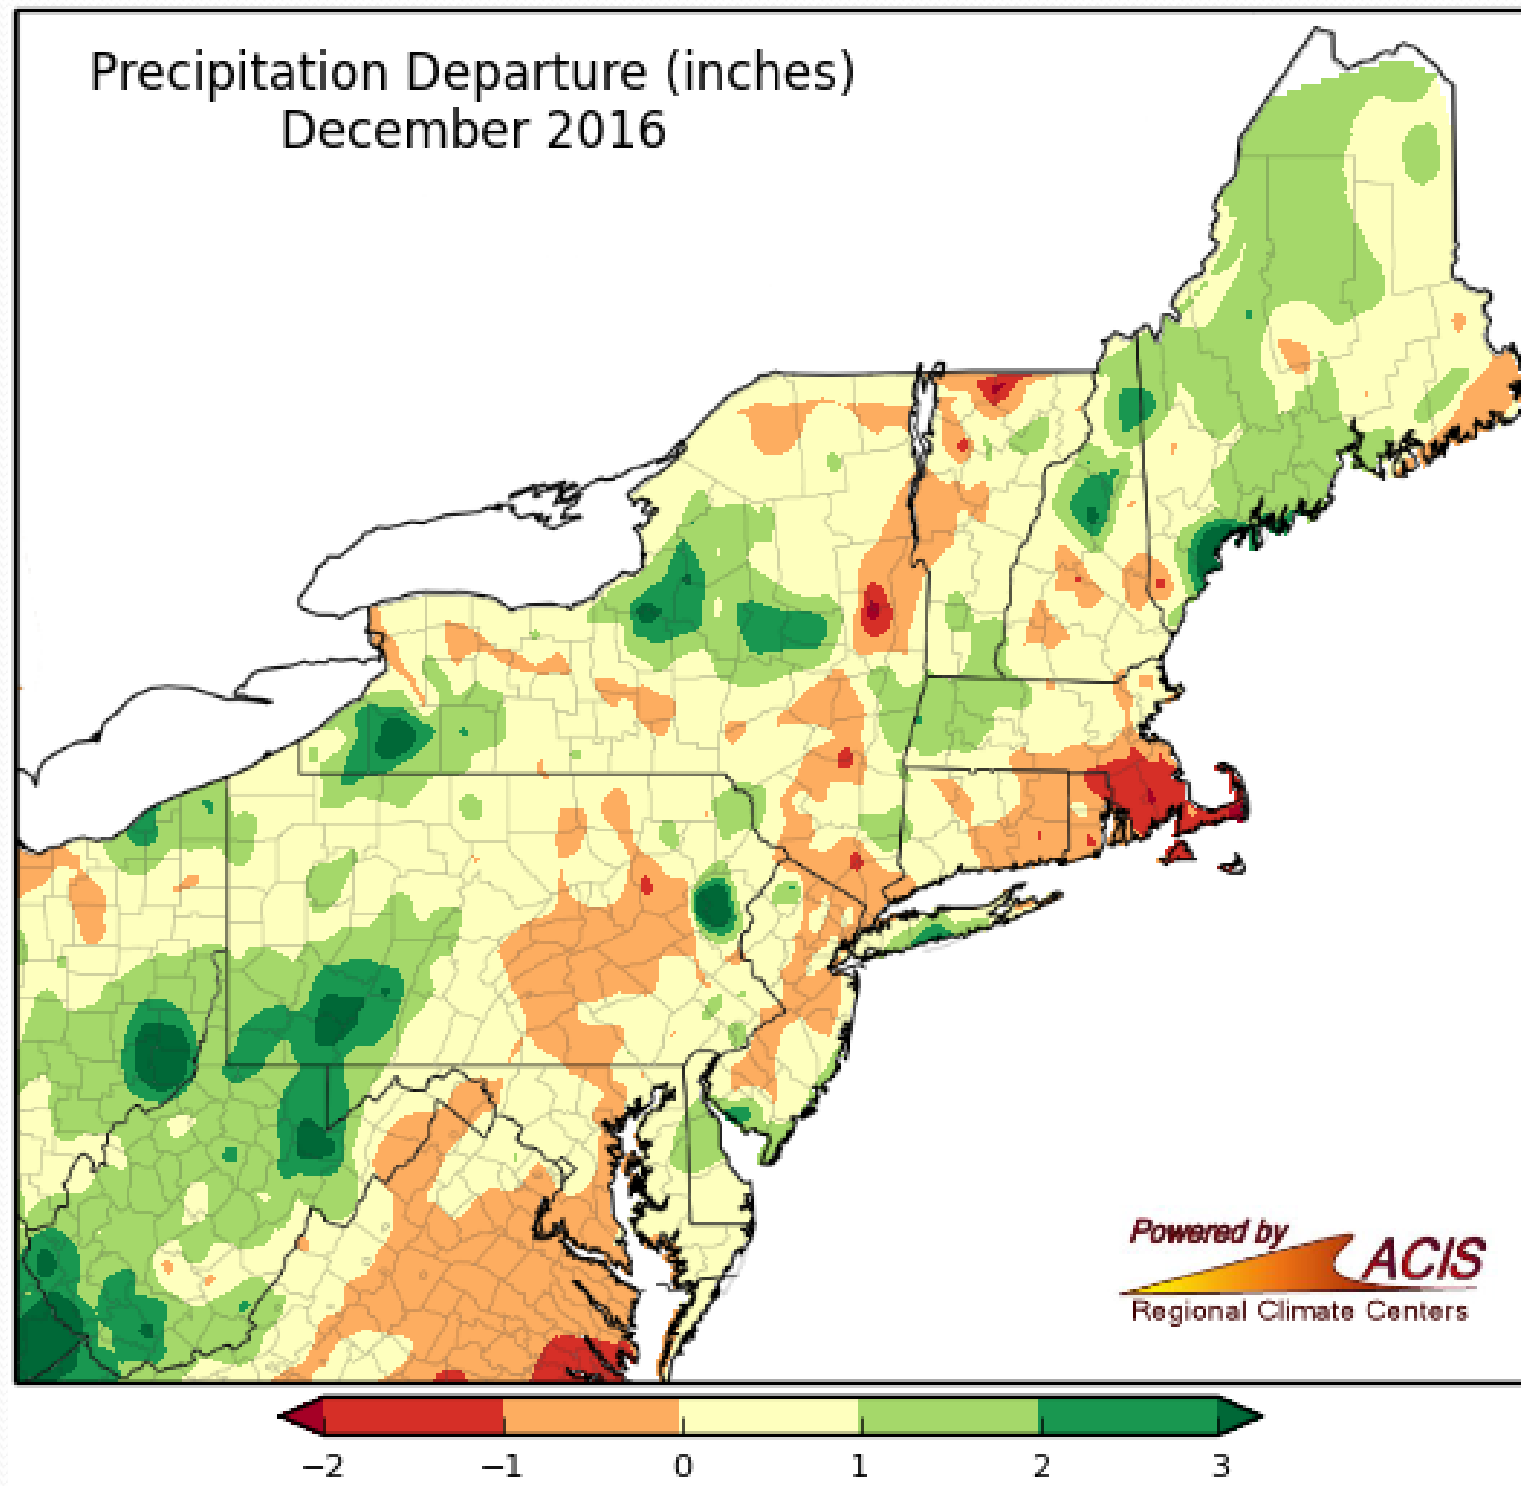 Precipitation Departure (inches)
December 2016
Powered by
ACIS
Regional Climate Centers
−2 −1 0 1 2 3